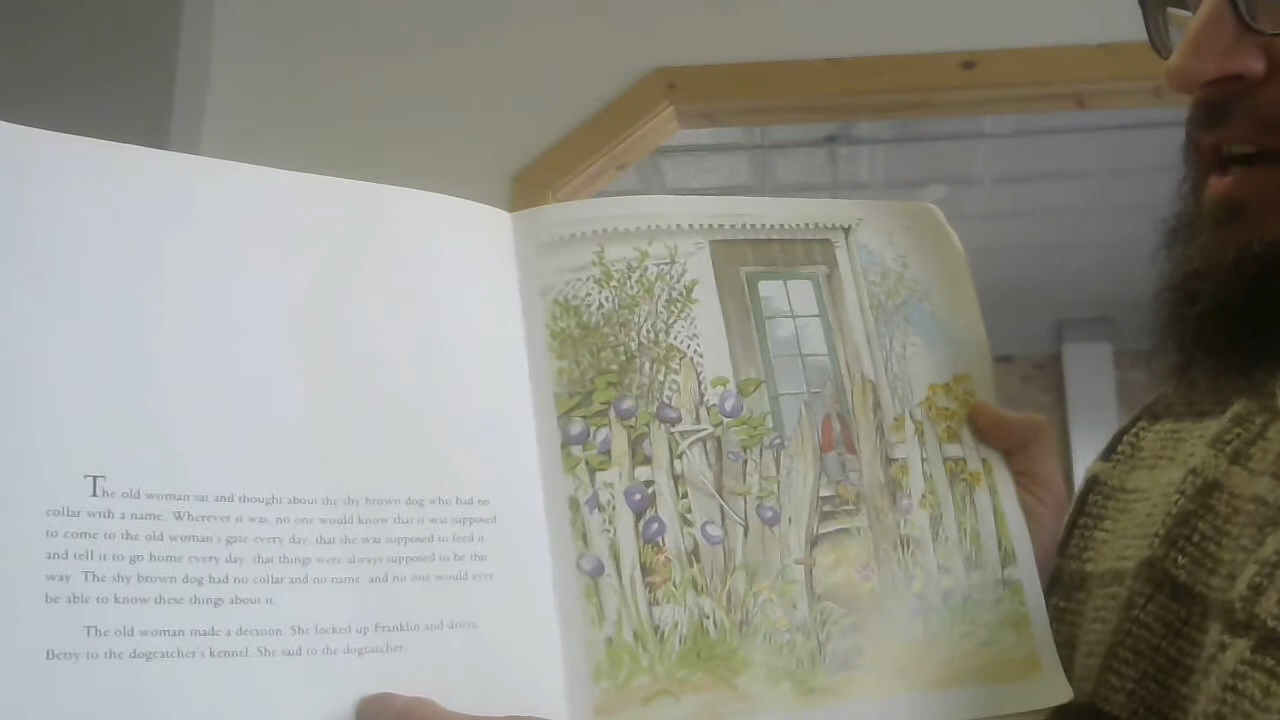 The old woman sat and thought about the shy brown dog who had no
collar with a name. Wherever it was, no one would know that it was supposed
to come to the old woman's gate every day, that she was supposed to feed it
and tell it to go home every day, that things were always supposed to be this
way. The shy brown dog had no collar and no name, and no one would ever
be able to know these things about it.
The old woman made a decision. She locked up Franklin and drove
Betsy to the dogcatcher's kennel. She said to the dogcatcher,